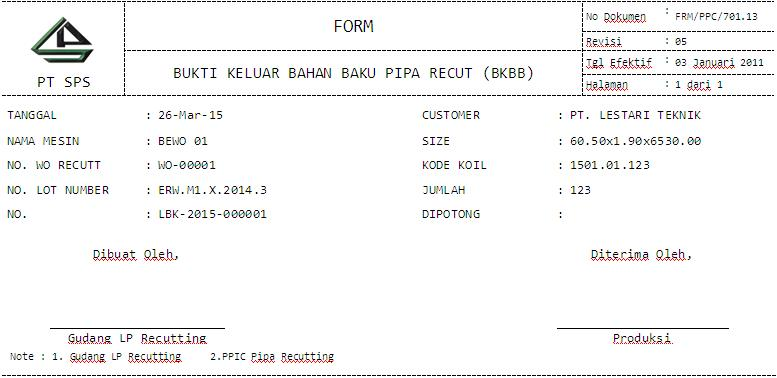 FORM
No Dokumen : FRM/PPC/701.13
Revisi : 05
PT SPS
BUKTI KELUAR BAHAN BAKU PIPA RECUT (BKBB)
Tgl Efektif : 03 Januari 2011
Halaman : 1 dari 1
TANGGAL : 26-Mar-15 CUSTOMER : PT. LESTARI TEKNIK
NAMA MESIN : BEWO 01 SIZE : 60.50x1.90x6530.00
NO. WO RECUTT : WO-00001 KODE KOIL : 1501.01.123
NO. LOT NUMBER : ERW.M1.X.2014.3 JUMLAH : 123
NO. : LBK-2015-000001 DIPOTONG :
Dibuat Oleh, Diterima Oleh,
Gudang LP Recutting Produksi
Note : 1. Gudang LP Recutting 2.PPIC Pipa Recutting